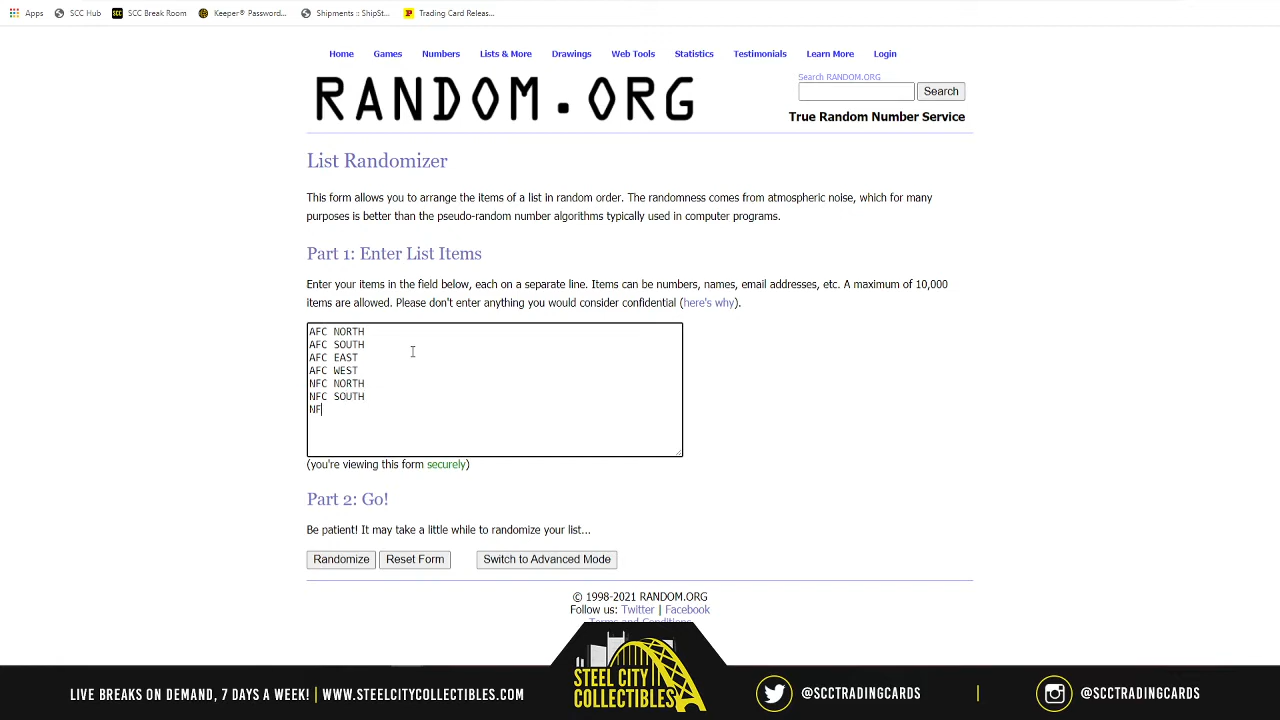 Apps SCC Hub SCC Break Room Keeper® Password... Shipments :: ShipSt... Trading Card Releas...
Home Games Numbers Lists & More Drawings Web Tools Statistics Testimonials Learn More Login
RANDOM.ORG
Search RANDOM.ORG
Search
True Random Number Service
List Randomizer
This form allows you to arrange the items of a list in random order. The randomness comes from atmospheric noise, which for many
purposes is better than the pseudo-random number algorithms typically used in computer programs.
Part 1: Enter List Items
Enter your items in the field below, each on a separate line. Items can be numbers, names, email addresses, etc. A maximum of 10,000
items are allowed. Please don't enter anything you would consider confidential (here's why).
AFC NORTH
AFC SOUTH
AFC EAST
AFC WEST
NFC NORTH
NFC SOUTH
NF
(you're viewing this form securely)
Part 2: Go!
Be patient! It may take a little while to randomize your list...
Randomize Reset Form Switch to Advanced Mode
© 1998-2021 RANDOM.ORG
Follow us: Twitter | Facebook
Terms and Conditions
STEEL CITY
COLLECTIBLES
LIVE BREAKS ON DEMAND, 7 DAYS A WEEK! | WWW.STEELCITYCOLLECTIBLES.COM
@SCCTRADINGCARDS | @SCCTRADINGCARDS